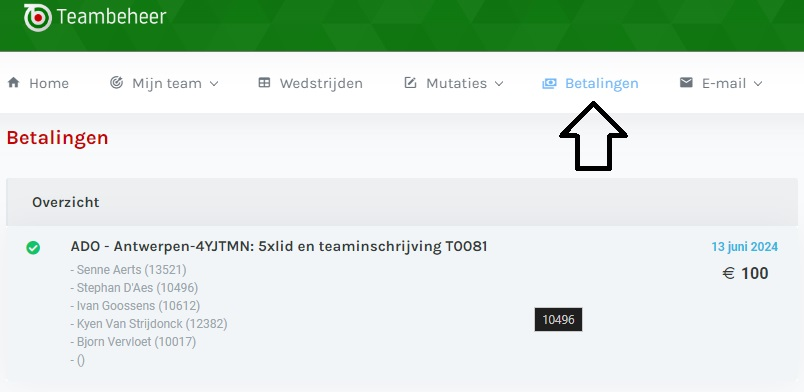 Teambeheer
Home Mijn team Wedstrijden Mutaties Betalingen E-mail
Betalingen
Overzicht
ADO - Antwerpen-4YJTMN: 5xlid en teaminschrijving T0081
13 juni 2024
€ 100
- Senne Aerts (13521)
- Stephan D'Aes (10496)
- Ivan Goossens (10612)
- Kyen Van Strijdonck (12382)
- Bjorn Vervloet (10017)
- ()
10496